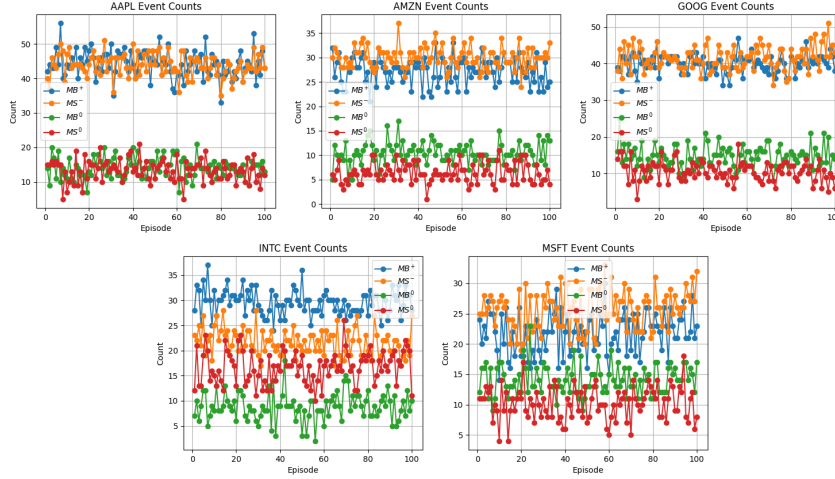 AAPL Event Counts
50
40
30
20
10
Count
MB⁺
MS⁻
MB⁰
MS⁰
0 20 40 60 80 100
Episode
AMZN Event Counts
35
30
25
20
15
10
5
0
Count
MB⁺
MS⁻
MB⁰
MS⁰
0 20 40 60 80 100
Episode
GOOG Event Counts
50
40
30
20
10
Count
MB⁺
MS⁻
MB⁰
MS⁰
0 20 40 60 80 100
Episode
INTC Event Counts
35
30
25
20
15
10
5
Count
MB⁺
MS⁻
MB⁰
MS⁰
0 20 40 60 80 100
Episode
MSFT Event Counts
30
25
20
15
10
5
Count
MB⁺
MS⁻
MB⁰
MS⁰
0 20 40 60 80 100
Episode